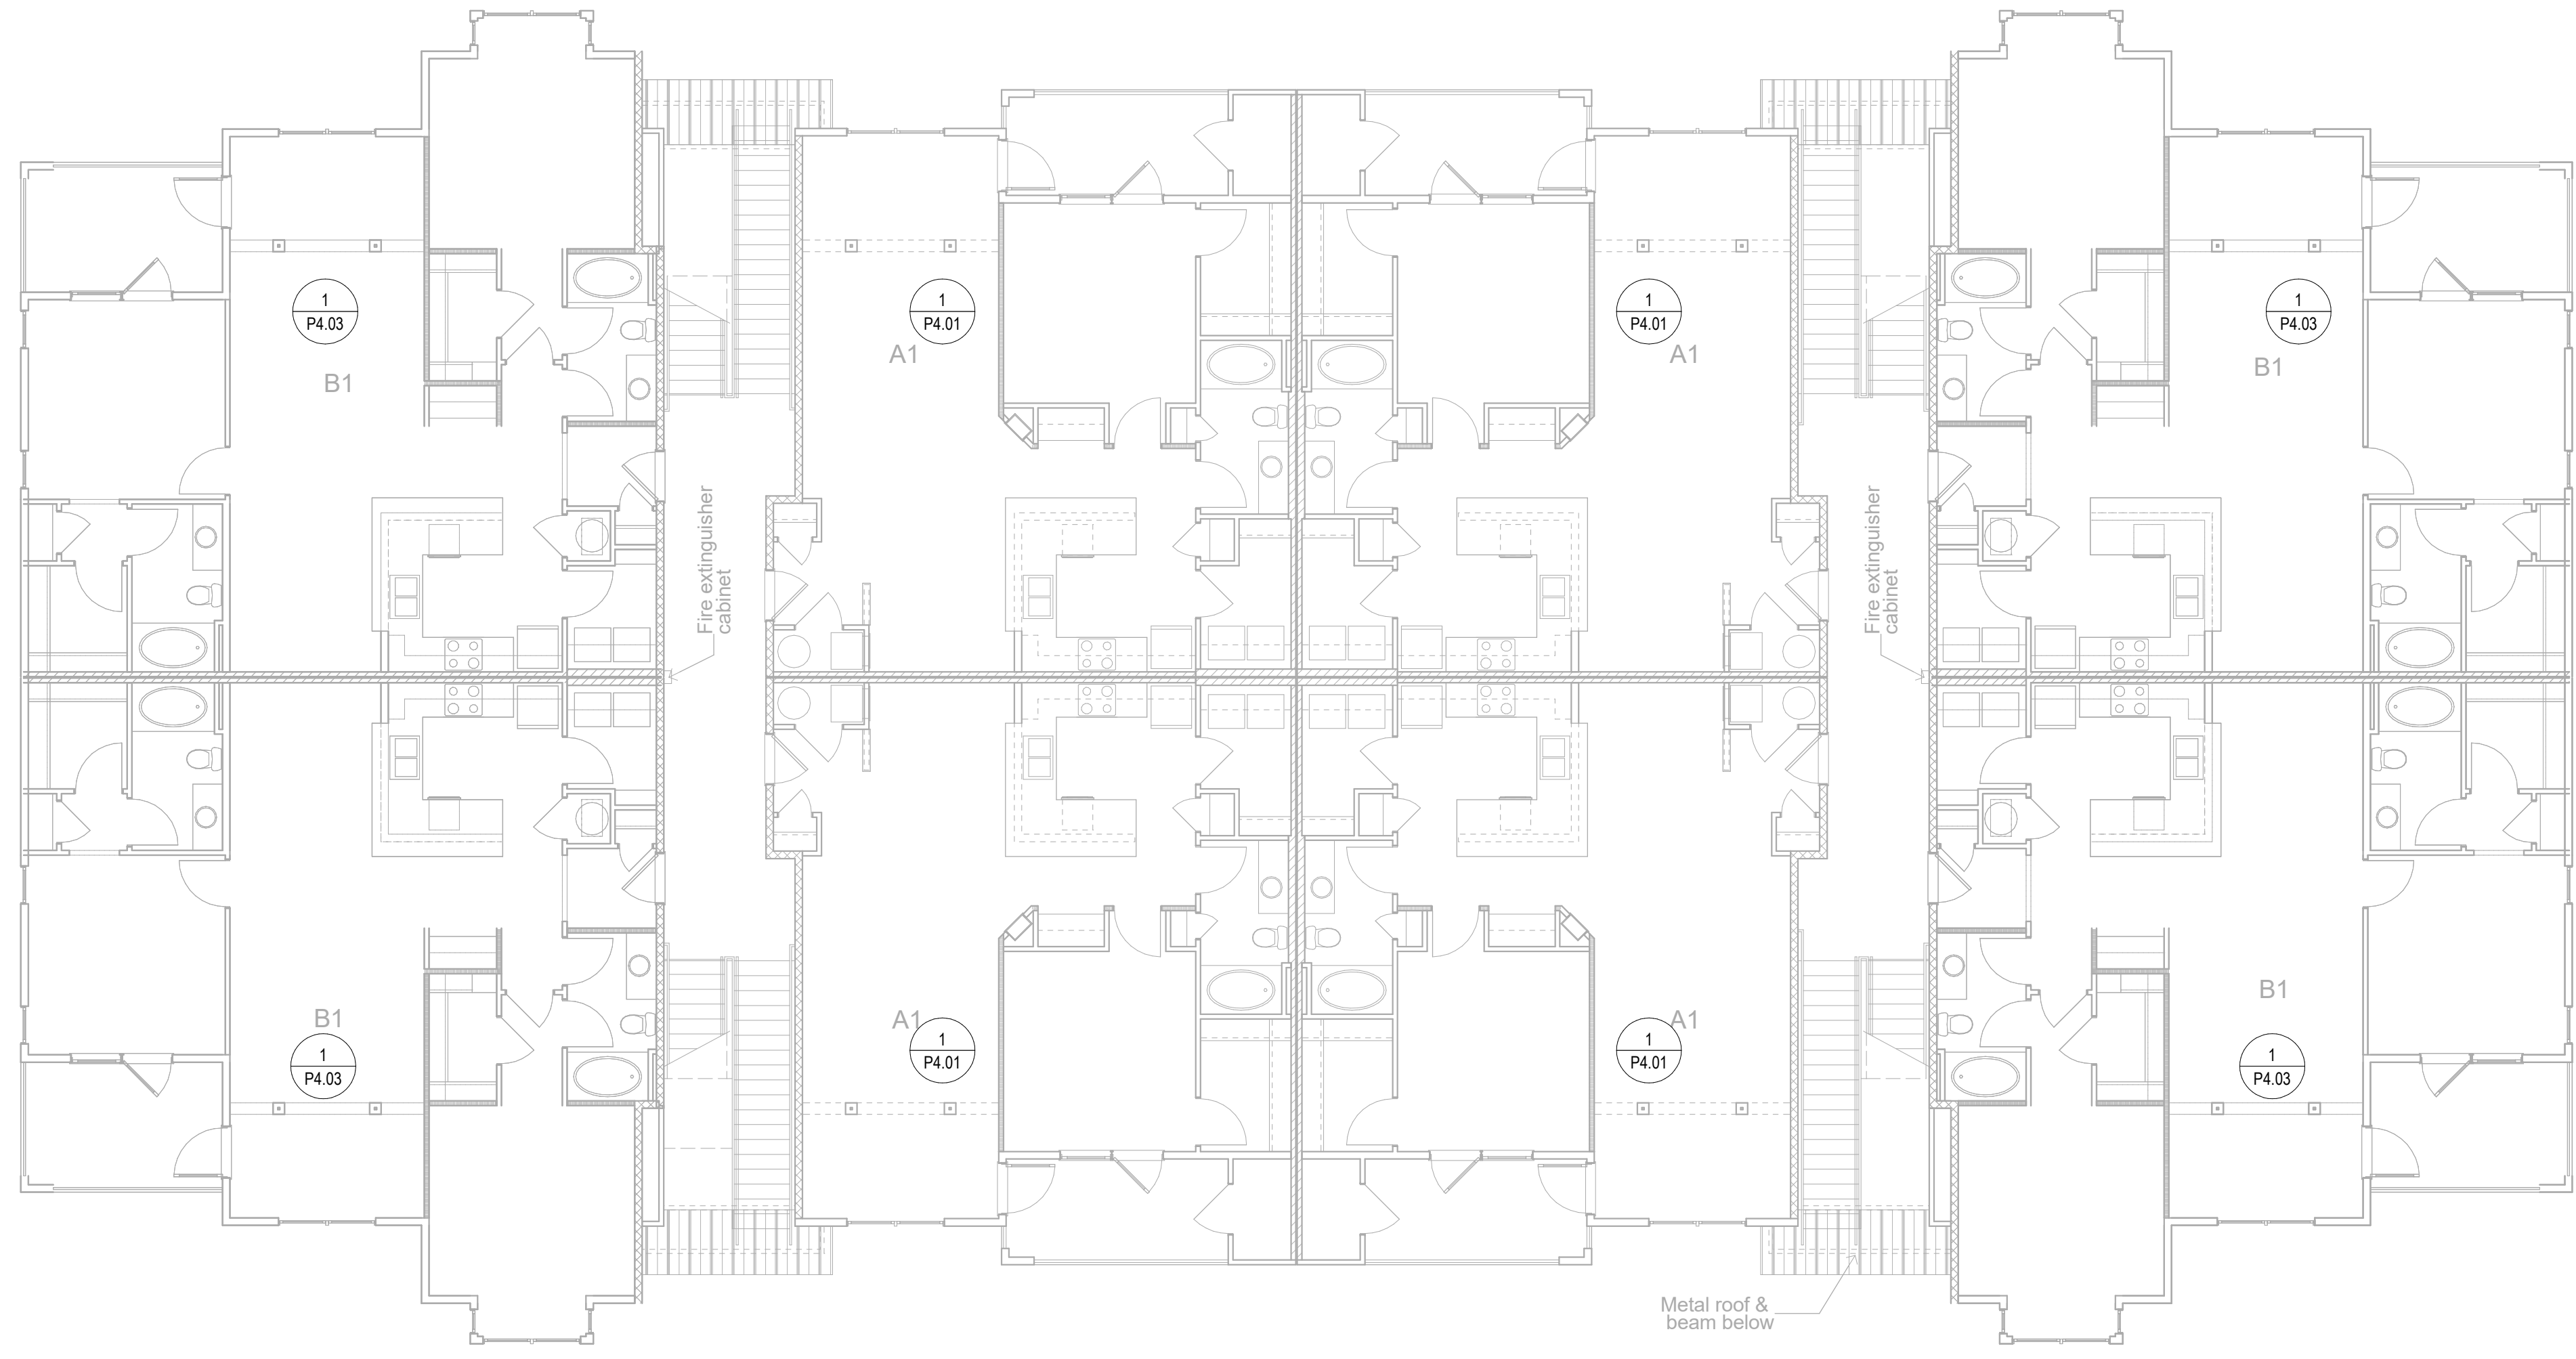 1
P4.03
1
P4.01
1
P4.01
1
P4.03
A1
A1
B1
B1
Fire extinguisher
cabinet
Fire extinguisher
cabinet
B1
A1
A1
B1
1
P4.03
1
P4.01
1
P4.01
1
P4.03
Metal roof &
beam below